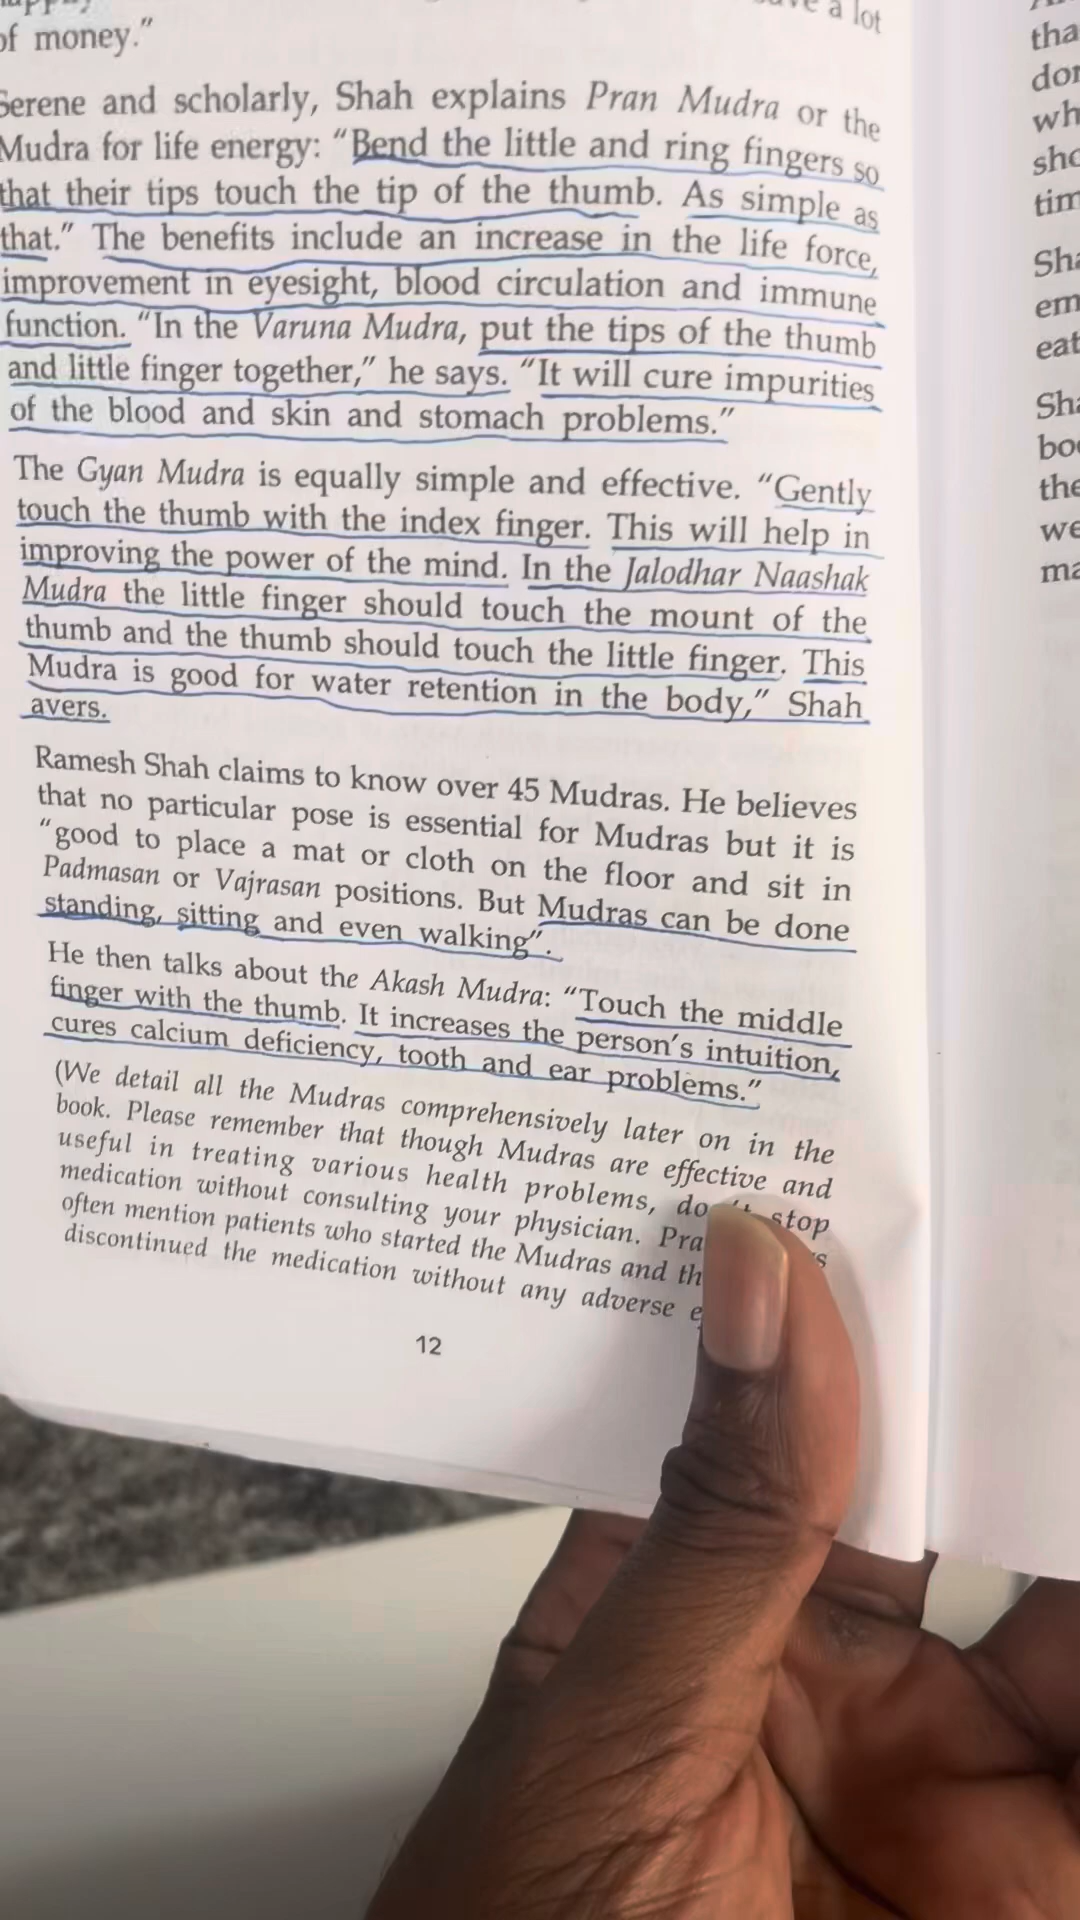 a lot
of money.”
Serene and scholarly, Shah explains Pran Mudra or the
Mudra for life energy: “Bend the little and ring fingers so
that their tips touch the tip of the thumb. As simple as
that.” The benefits include an increase in the life force,
improvement in eyesight, blood circulation and immune
function. “In the Varuna Mudra, put the tips of the thumb
and little finger together,” he says. “It will cure impurities
of the blood and skin and stomach problems.”
The Gyan Mudra is equally simple and effective. “Gently
touch the thumb with the index finger. This will help in
improving the power of the mind. In the Jalodhar Naashak
Mudra the little finger should touch the mount of the
thumb and the thumb should touch the little finger. This
Mudra is good for water retention in the body,” Shah
avers.
Ramesh Shah claims to know over 45 Mudras. He believes
that no particular pose is essential for Mudras but it is
“good to place a mat or cloth on the floor and sit in
Padmasan or Vajrasan positions. But Mudras can be done
standing, sitting and even walking”.
He then talks about the Akash Mudra: “Touch the middle
finger with the thumb. It increases the person’s intuition,
cures calcium deficiency, tooth and ear problems.”
(We detail all the Mudras comprehensively later on in the
book. Please remember that though Mudras are effective and
useful in treating various health problems, don’t stop
medication without consulting your physician.
often mention patients who started the Mudras and
discontinued the medication without any adverse
12